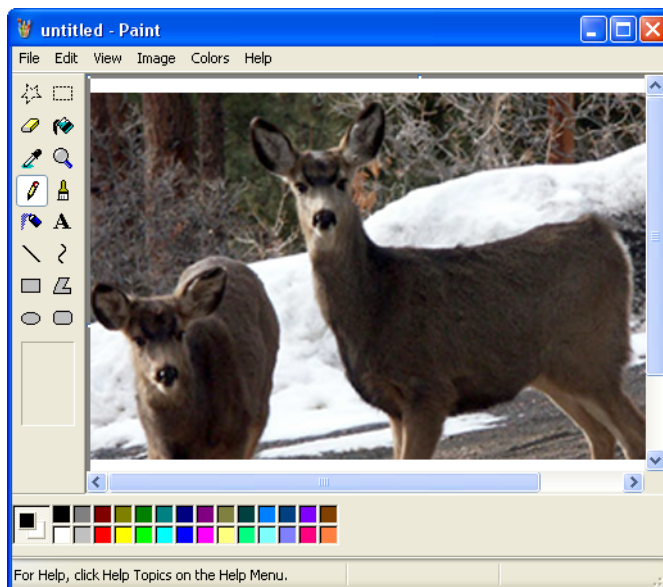 untitled - Paint
File Edit View Image Colors Help
A
For Help, click Help Topics on the Help Menu.